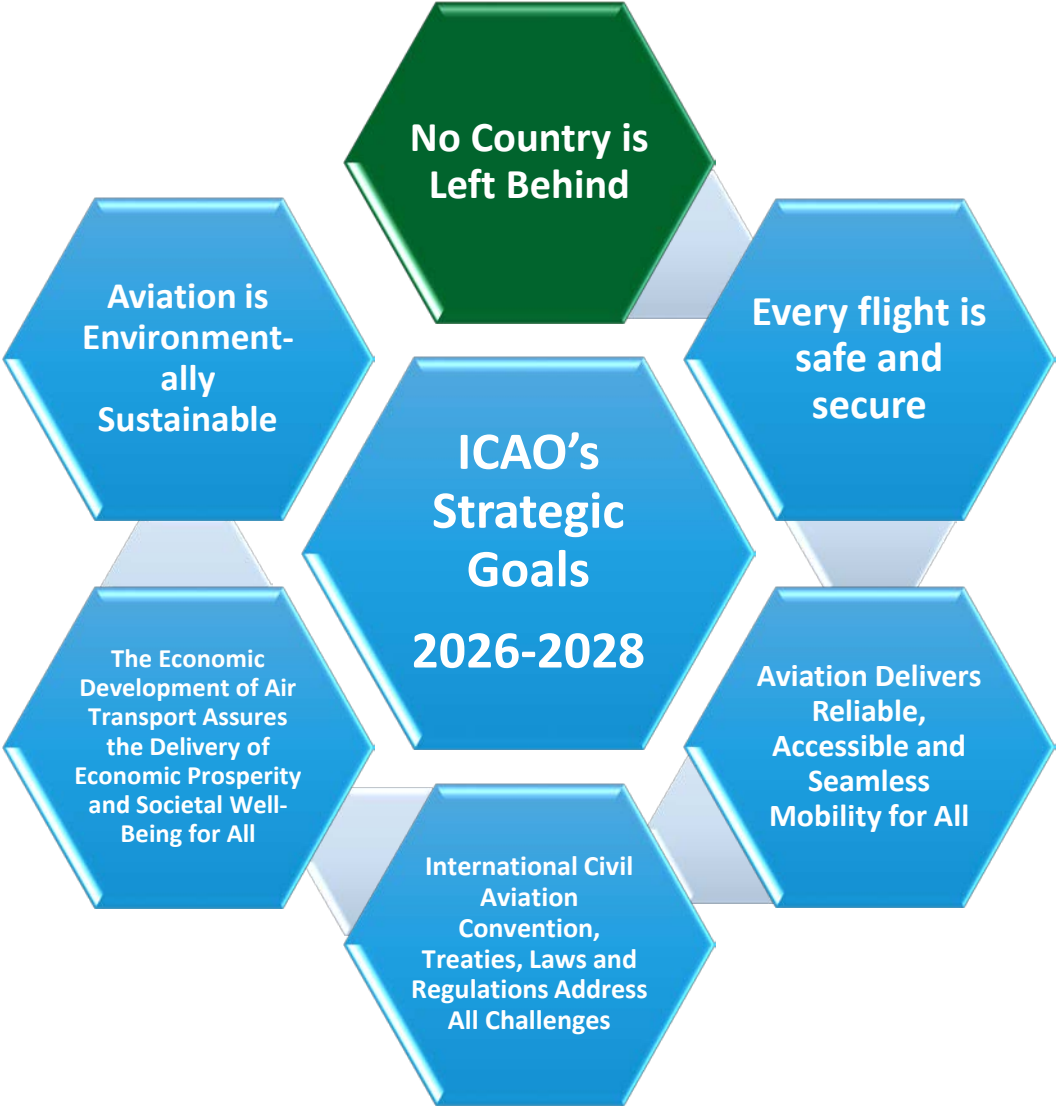 No Country is
Left Behind
Aviation is
Environment-
ally
Sustainable
Every flight is
safe and
secure
ICAO’s
Strategic
Goals
2026-2028
The Economic
Development of Air
Transport Assures
the Delivery of
Economic Prosperity
and Societal Well-
Being for All
Aviation Delivers
Reliable,
Accessible and
Seamless
Mobility for All
International Civil
Aviation
Convention,
Treaties, Laws and
Regulations Address
All Challenges